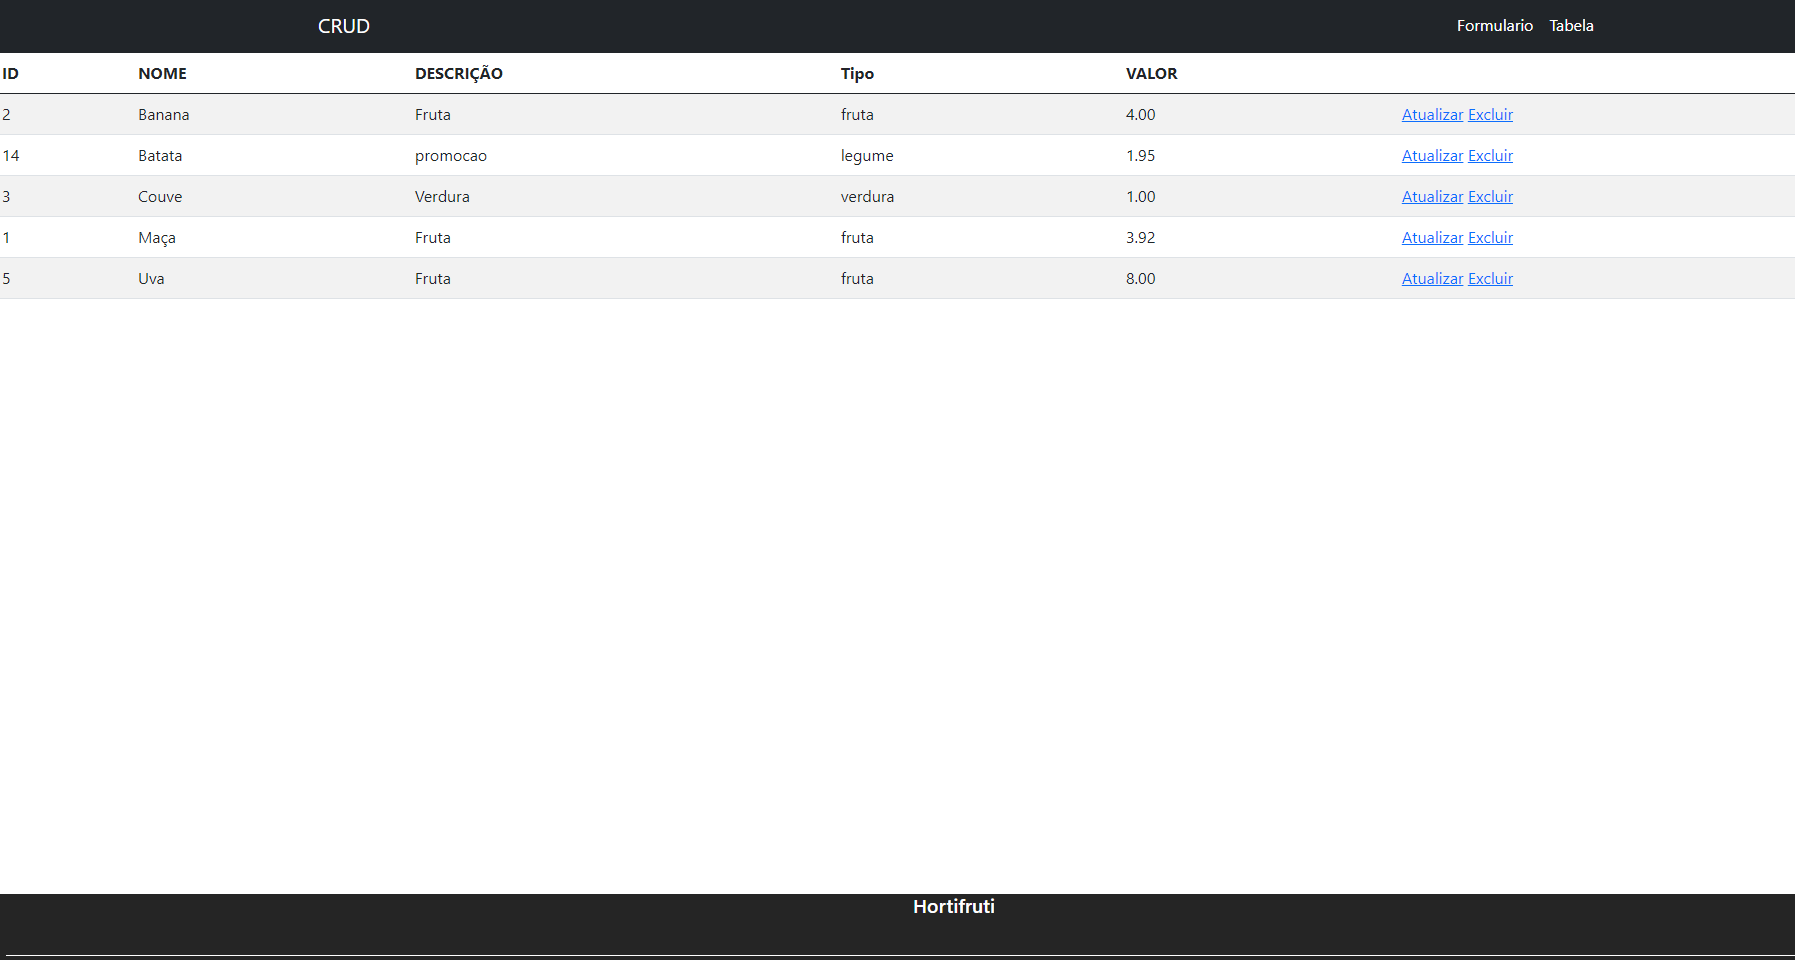 CRUD Formulario Tabela
ID NOME DESCRIÇÃO Tipo VALOR
2 Banana Fruta fruta 4.00 Atualizar Excluir
14 Batata promocao legume 1.95 Atualizar Excluir
3 Couve Verdura verdura 1.00 Atualizar Excluir
1 Maça Fruta fruta 3.92 Atualizar Excluir
5 Uva Fruta fruta 8.00 Atualizar Excluir
Hortifruti